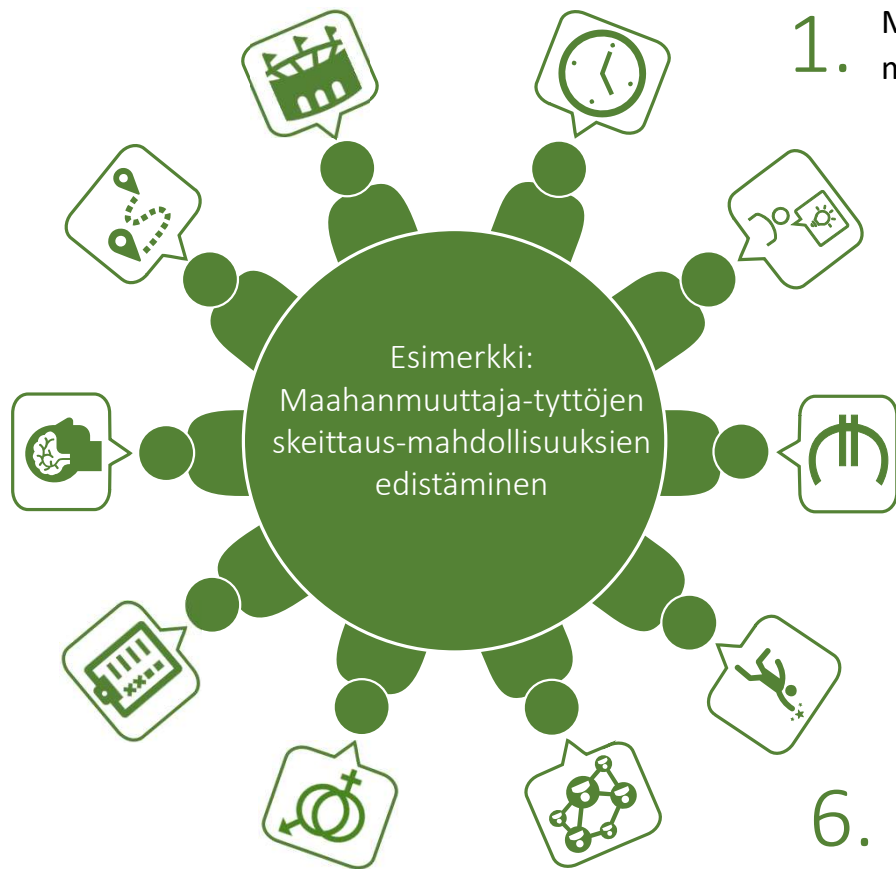 1.
Esimerkki:
Maahanmuuttaja-tyttöjen
skeittaus-mahdollisuuksien
edistäminen
6.